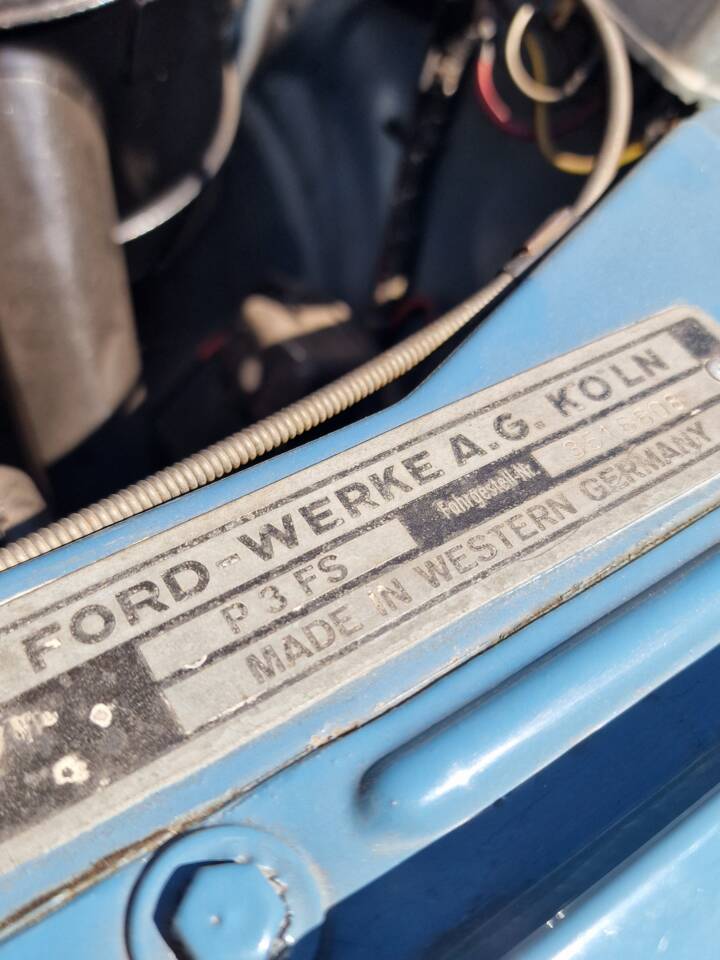 FORD-WERKE A.G. KÖLN
P 3 FS Fahrgestell-Nr.
MADE IN WESTERN GERMANY